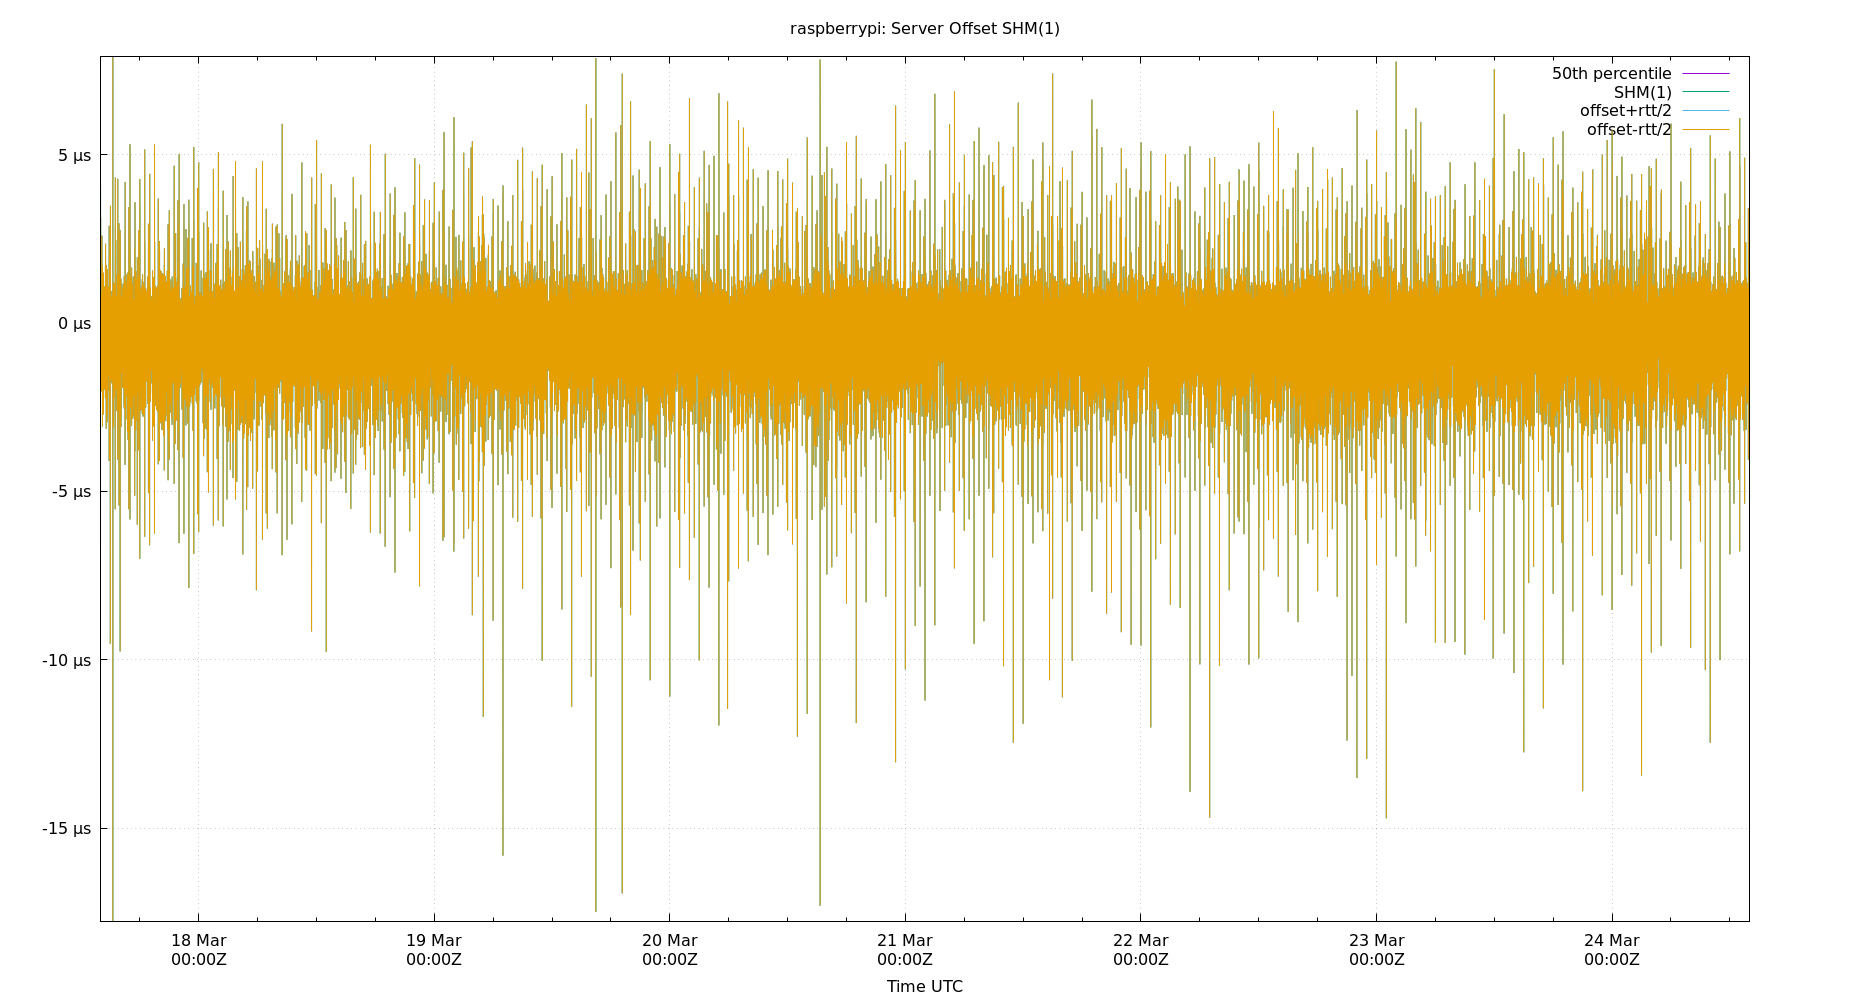 raspberrypi: Server Offset SHM(1)
50th percentile
SHM(1)
offset+rtt/2
offset-rtt/2
5 µs
0 µs
-5 µs
-10 µs
-15 µs
18 Mar 19 Mar 20 Mar 21 Mar 22 Mar 23 Mar 24 Mar
00:00Z 00:00Z 00:00Z 00:00Z 00:00Z 00:00Z 00:00Z
Time UTC